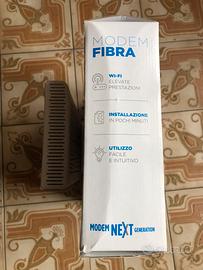 MODEM
FIBRA
WI-FI
ELEVATE
PRESTAZIONI
INSTALLAZIONE
IN POCHI MINUTI
UTILIZZO
FACILE
E INTUITIVO
MODEM NEXT GENERATION